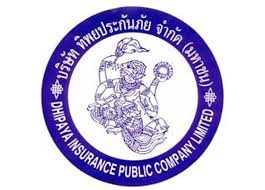 บริษัท ทิพยประกันภัย จำกัด (มหาชน)
DHIPAYA INSURANCE PUBLIC COMPANY LIMITED